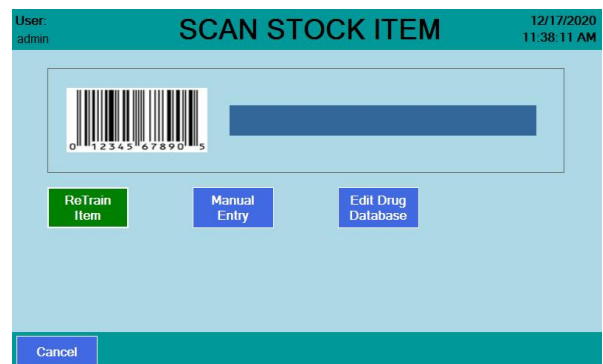 User:
admin
SCAN STOCK ITEM
12/17/2020
11:38:11 AM
0 12345 67890 5
ReTrain
Item
Manual
Entry
Edit Drug
Database
Cancel